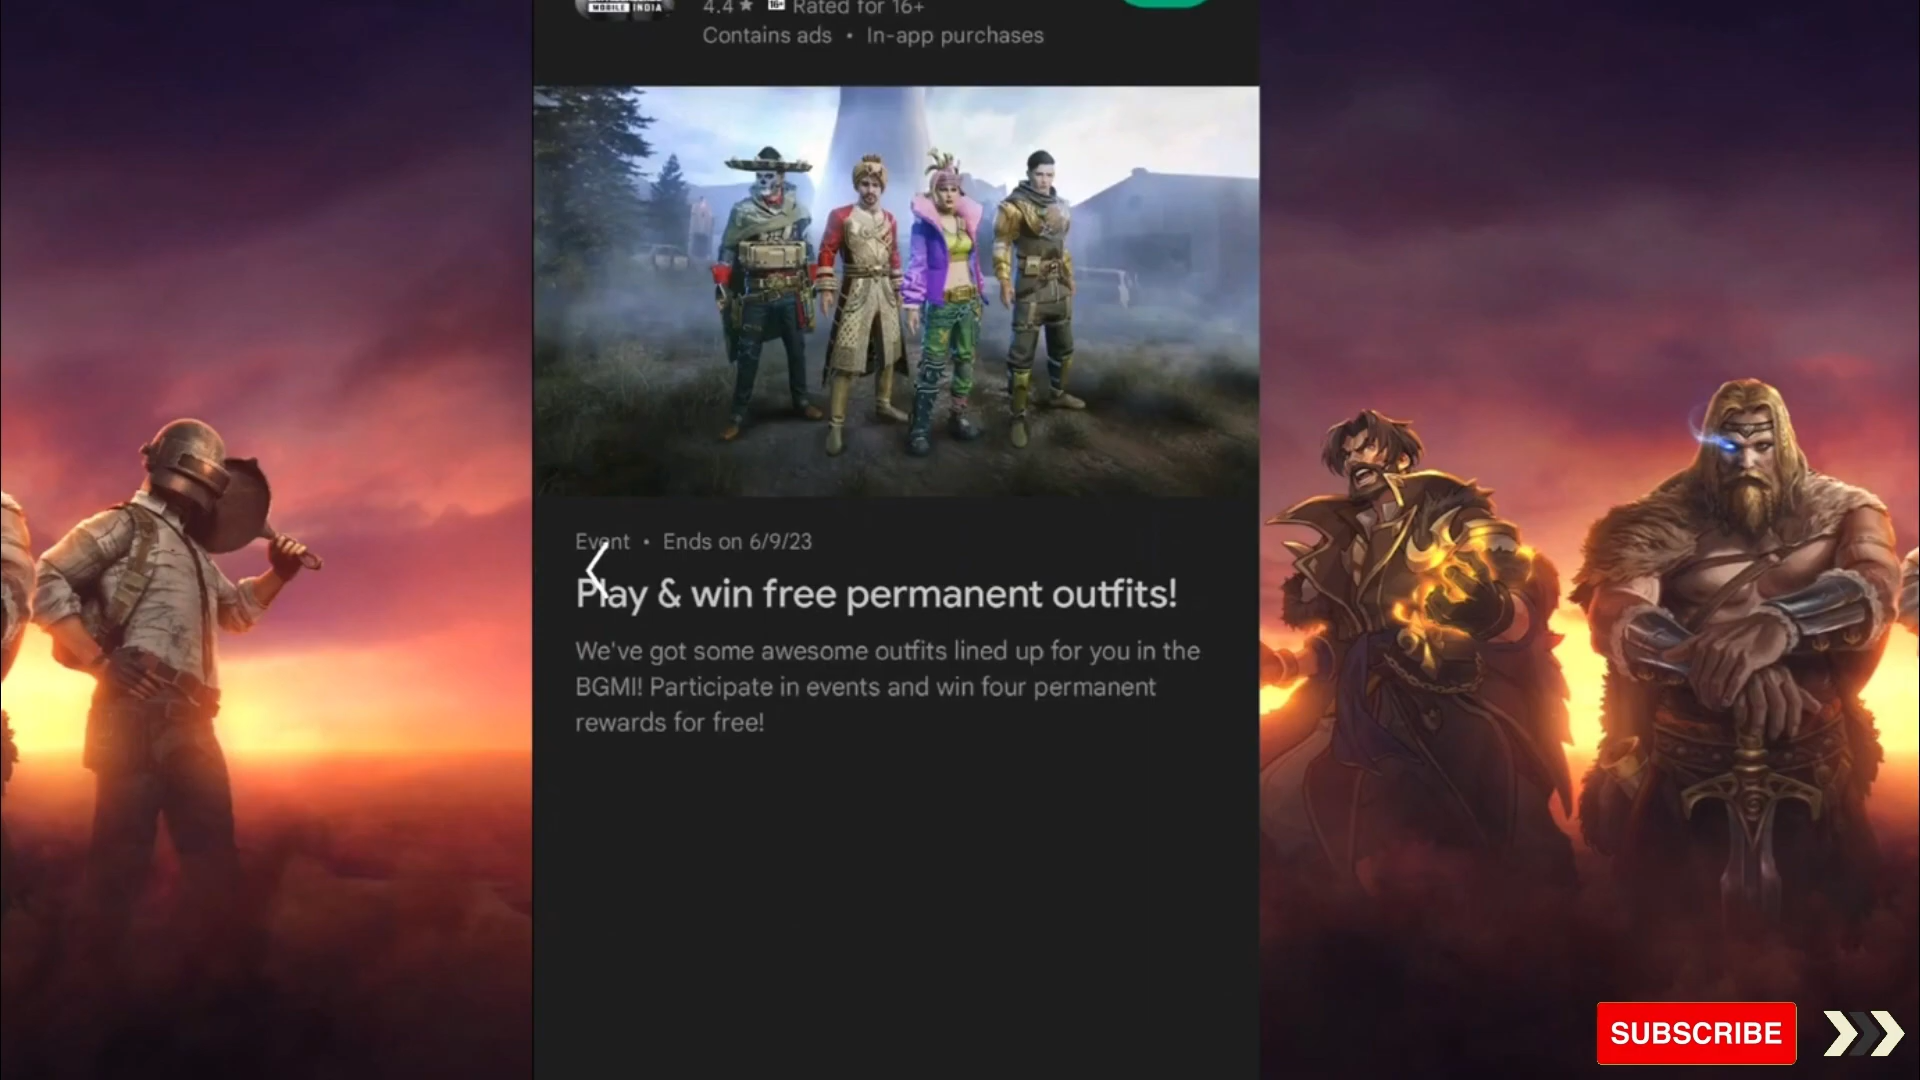 MOBILE INDIA
4.4★ 16+ Rated for 16+
Contains ads • In-app purchases
Event • Ends on 6/9/23
Play & win free permanent outfits!
We've got some awesome outfits lined up for you in the
BGMI! Participate in events and win four permanent
rewards for free!
SUBSCRIBE